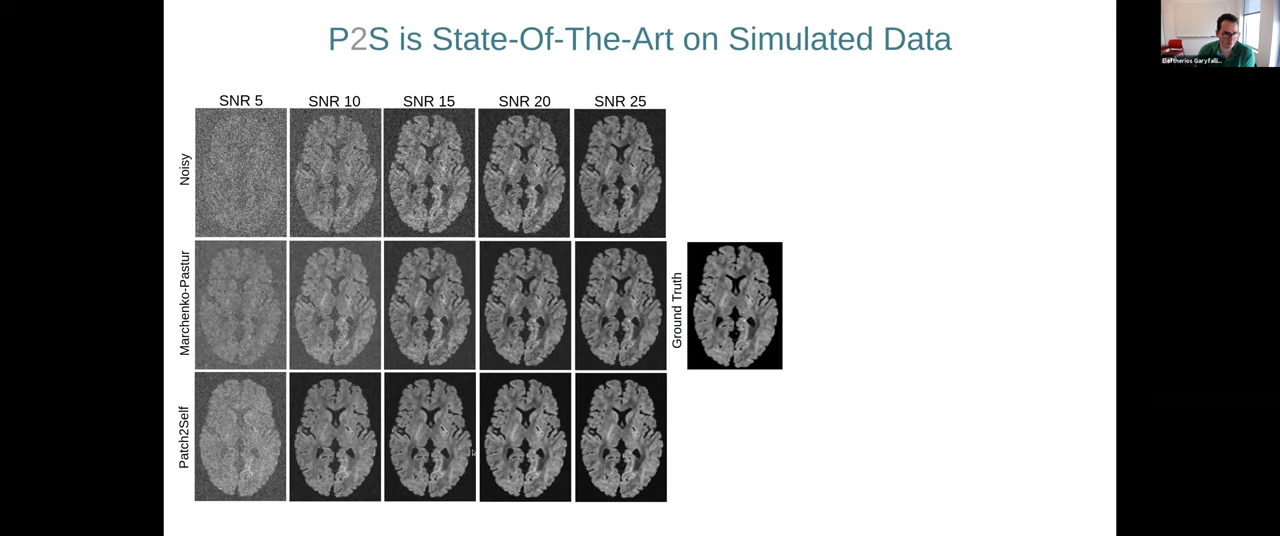 P2S is State-Of-The-Art on Simulated Data
Eleftherios Garyfalli...
SNR 5 SNR 10 SNR 15 SNR 20 SNR 25
Noisy
Marchenko-Pastur
Ground Truth
Patch2Self